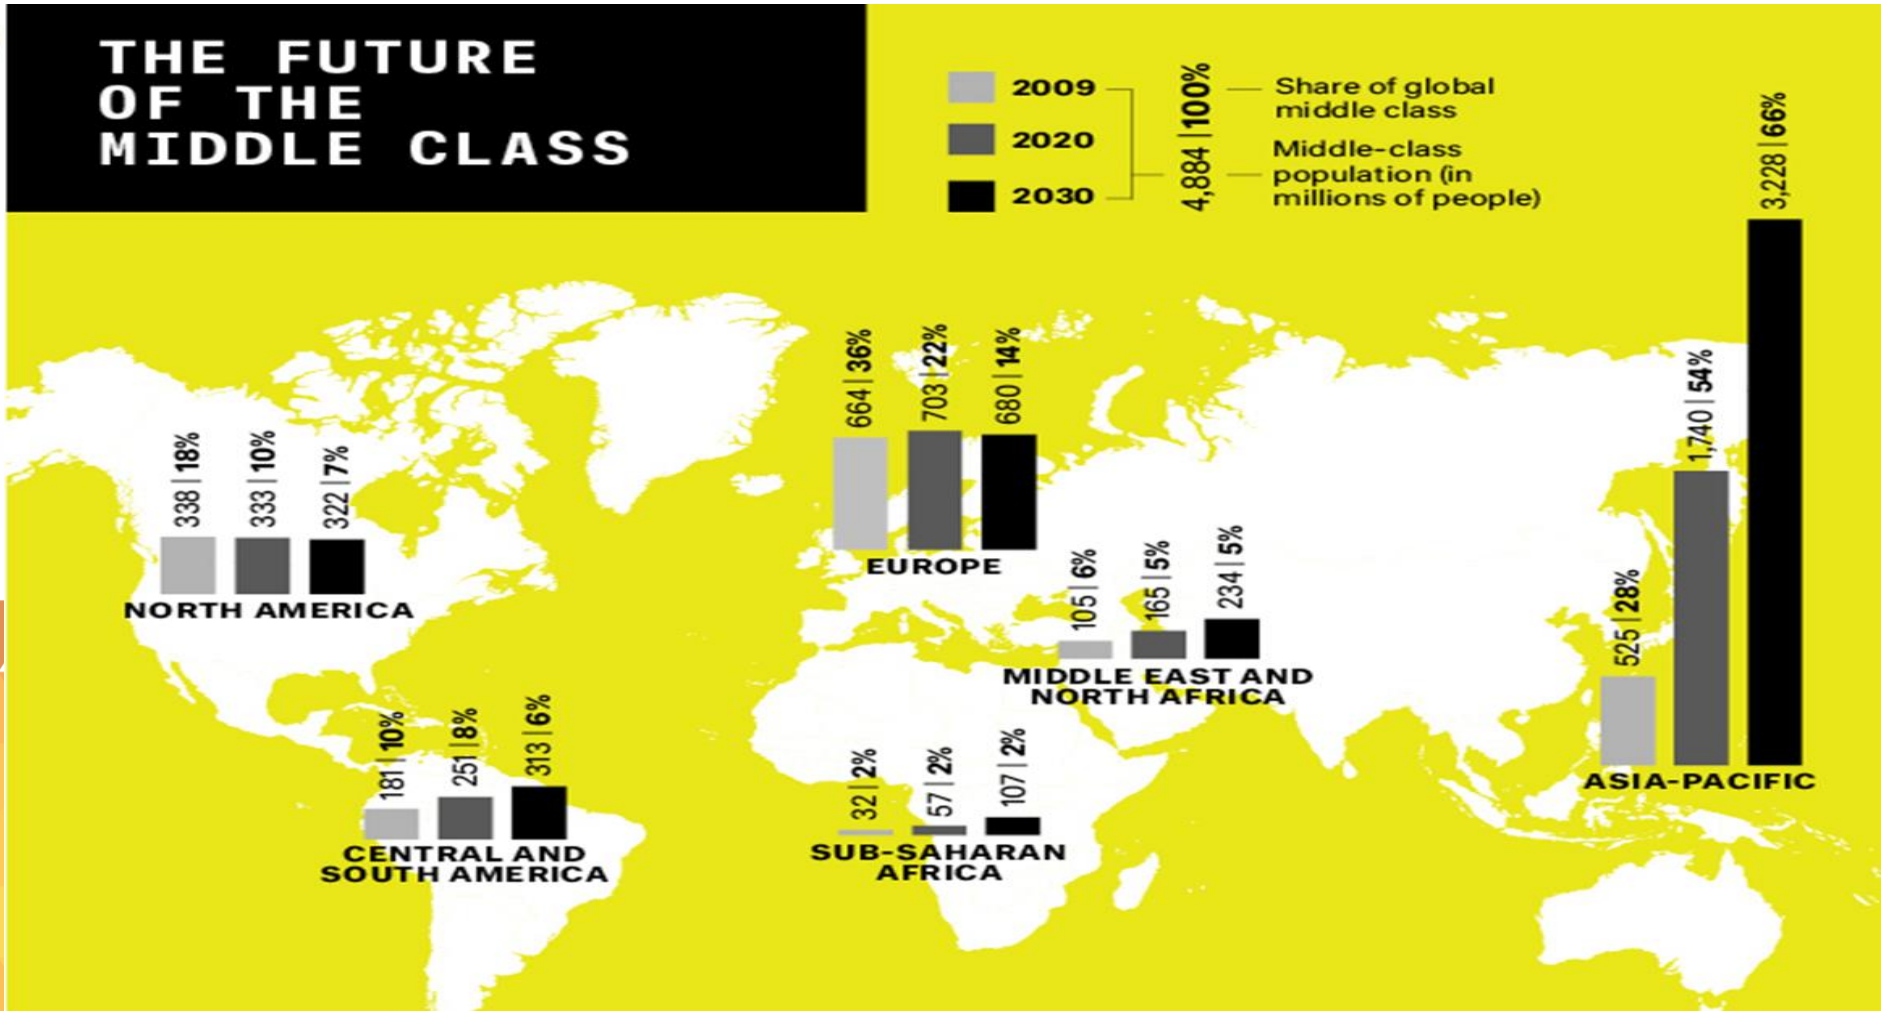 THE FUTURE
OF THE
MIDDLE CLASS
2009
2020
2030
4,884 | 100%
Share of global
middle class
Middle-class
population (in
millions of people)
338 | 18%
333 | 10%
322 | 7%
NORTH AMERICA
181 | 10%
251 | 8%
313 | 6%
CENTRAL AND
SOUTH AMERICA
664 | 36%
703 | 22%
680 | 14%
EUROPE
105 | 6%
165 | 5%
234 | 5%
MIDDLE EAST AND
NORTH AFRICA
32 | 2%
57 | 2%
107 | 2%
SUB-SAHARAN
AFRICA
525 | 28%
1,740 | 54%
3,228 | 66%
ASIA-PACIFIC